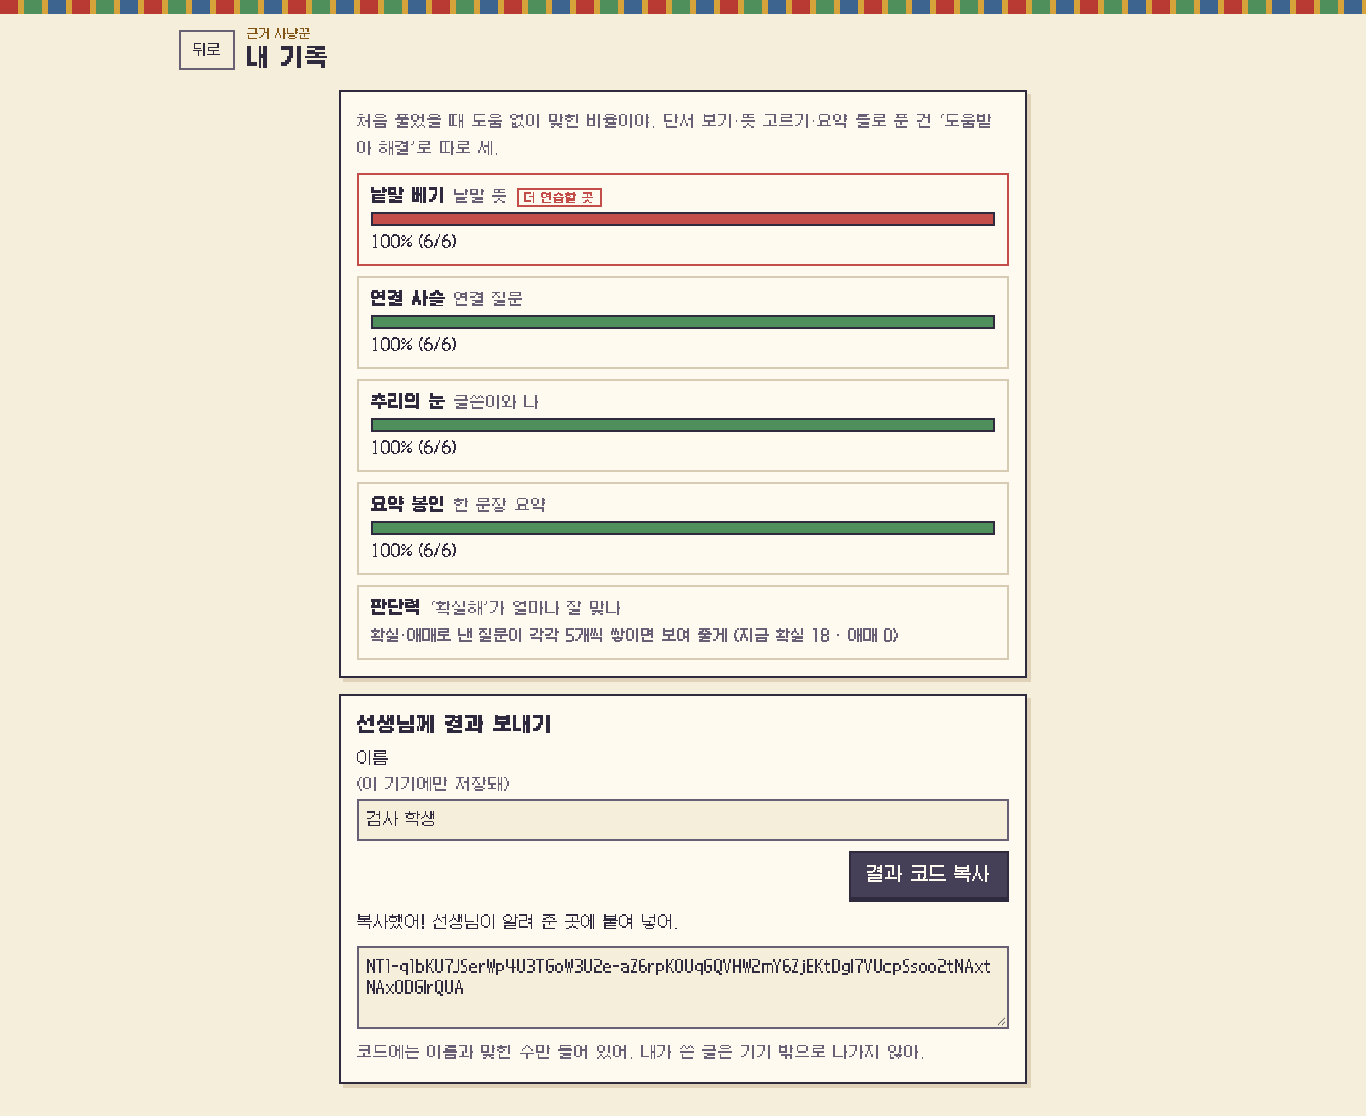 뒤로
근거 사냥꾼
내 기록
처음 풀었을 때 도움 없이 맞힌 비율이야. 단서 보기·뜻 고르기·요약 틀로 푼 건 ‘도움받
아 해결’로 따로 세.
낱말 베기 낱말 뜻 더 연습할 곳
100% (6/6)
연결 사슬 연결 질문
100% (6/6)
추리의 눈 글쓴이와 나
100% (6/6)
요약 봉인 한 문장 요약
100% (6/6)
판단력 ‘확실해’가 얼마나 잘 맞나
확실·애매로 낸 질문이 각각 5개씩 쌓이면 보여 줄게 (지금 확실 18 · 애매 0)
선생님께 결과 보내기
이름
(이 기기에만 저장돼)
검사 학생
결과 코드 복사
복사했어! 선생님이 알려 준 곳에 붙여 넣어.
코드에는 이름과 맞힌 수만 들어 있어. 내가 쓴 글은 기기 밖으로 나가지 않아.